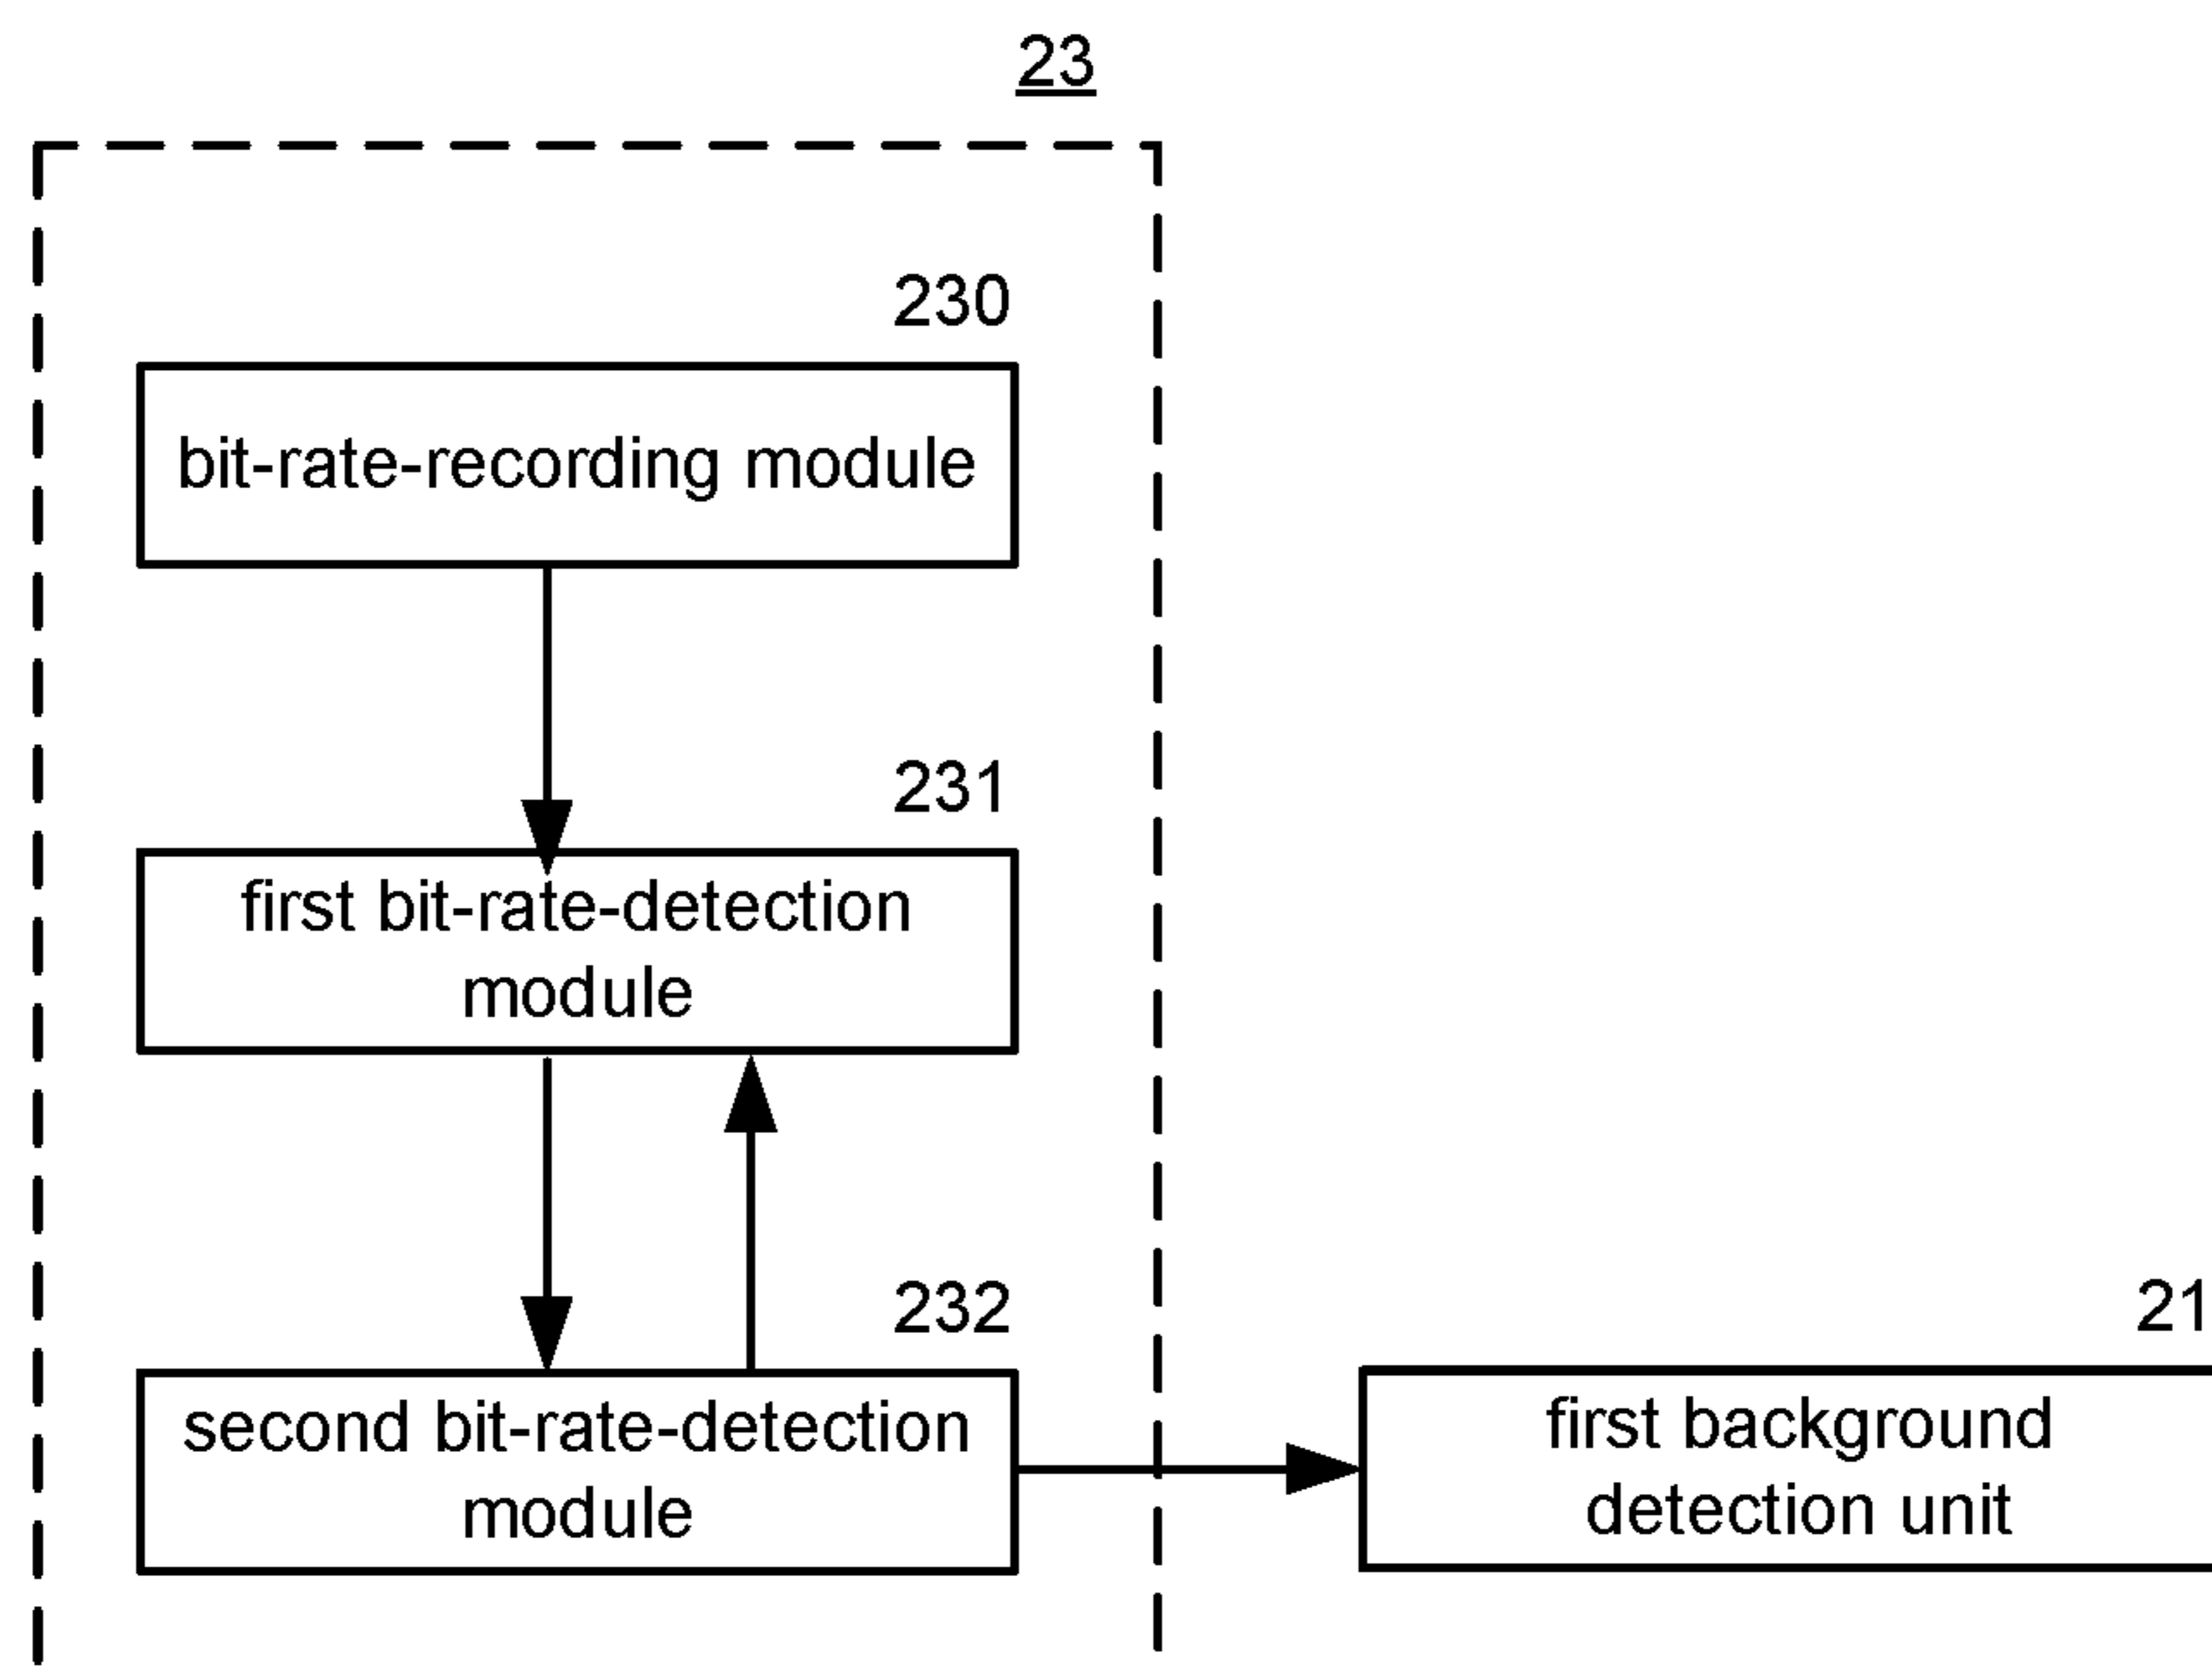 23
230
bit-rate-recording module
231
first bit-rate-detection
module
232
second bit-rate-detection
module
21
first background
detection unit